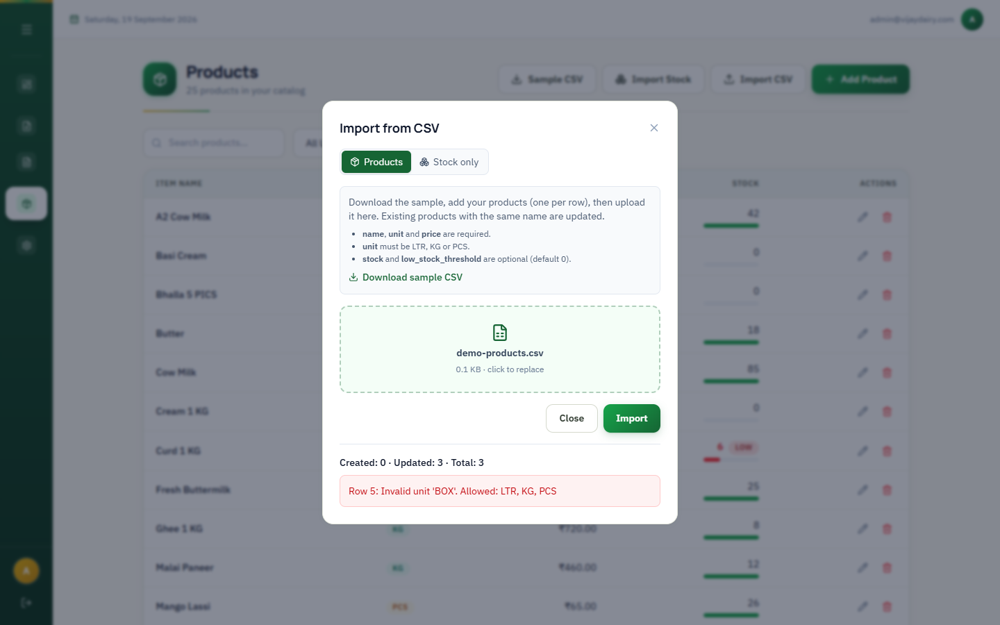 Saturday, 19 September 2026
admin@vijaydairy.com
A
Products
25 products in your catalog
Sample CSV
Import Stock
Import CSV
Add Product
Search products...
All
ITEM NAME
STOCK
ACTIONS
A2 Cow Milk
42
Basi Cream
0
Bhalla 5 PICS
0
Butter
18
Cow Milk
85
Cream 1 KG
0
Curd 1 KG
6 LOW
Fresh Buttermilk
25
Ghee 1 KG
KG
₹720.00
8
Malai Paneer
KG
₹460.00
12
Mango Lassi
PCS
₹65.00
26
A
Import from CSV
Products
Stock only
Download the sample, add your products (one per row), then upload
it here. Existing products with the same name are updated.
• name, unit and price are required.
• unit must be LTR, KG or PCS.
• stock and low_stock_threshold are optional (default 0).
Download sample CSV
demo-products.csv
0.1 KB · click to replace
Close
Import
Created: 0 · Updated: 3 · Total: 3
Row 5: Invalid unit 'BOX'. Allowed: LTR, KG, PCS